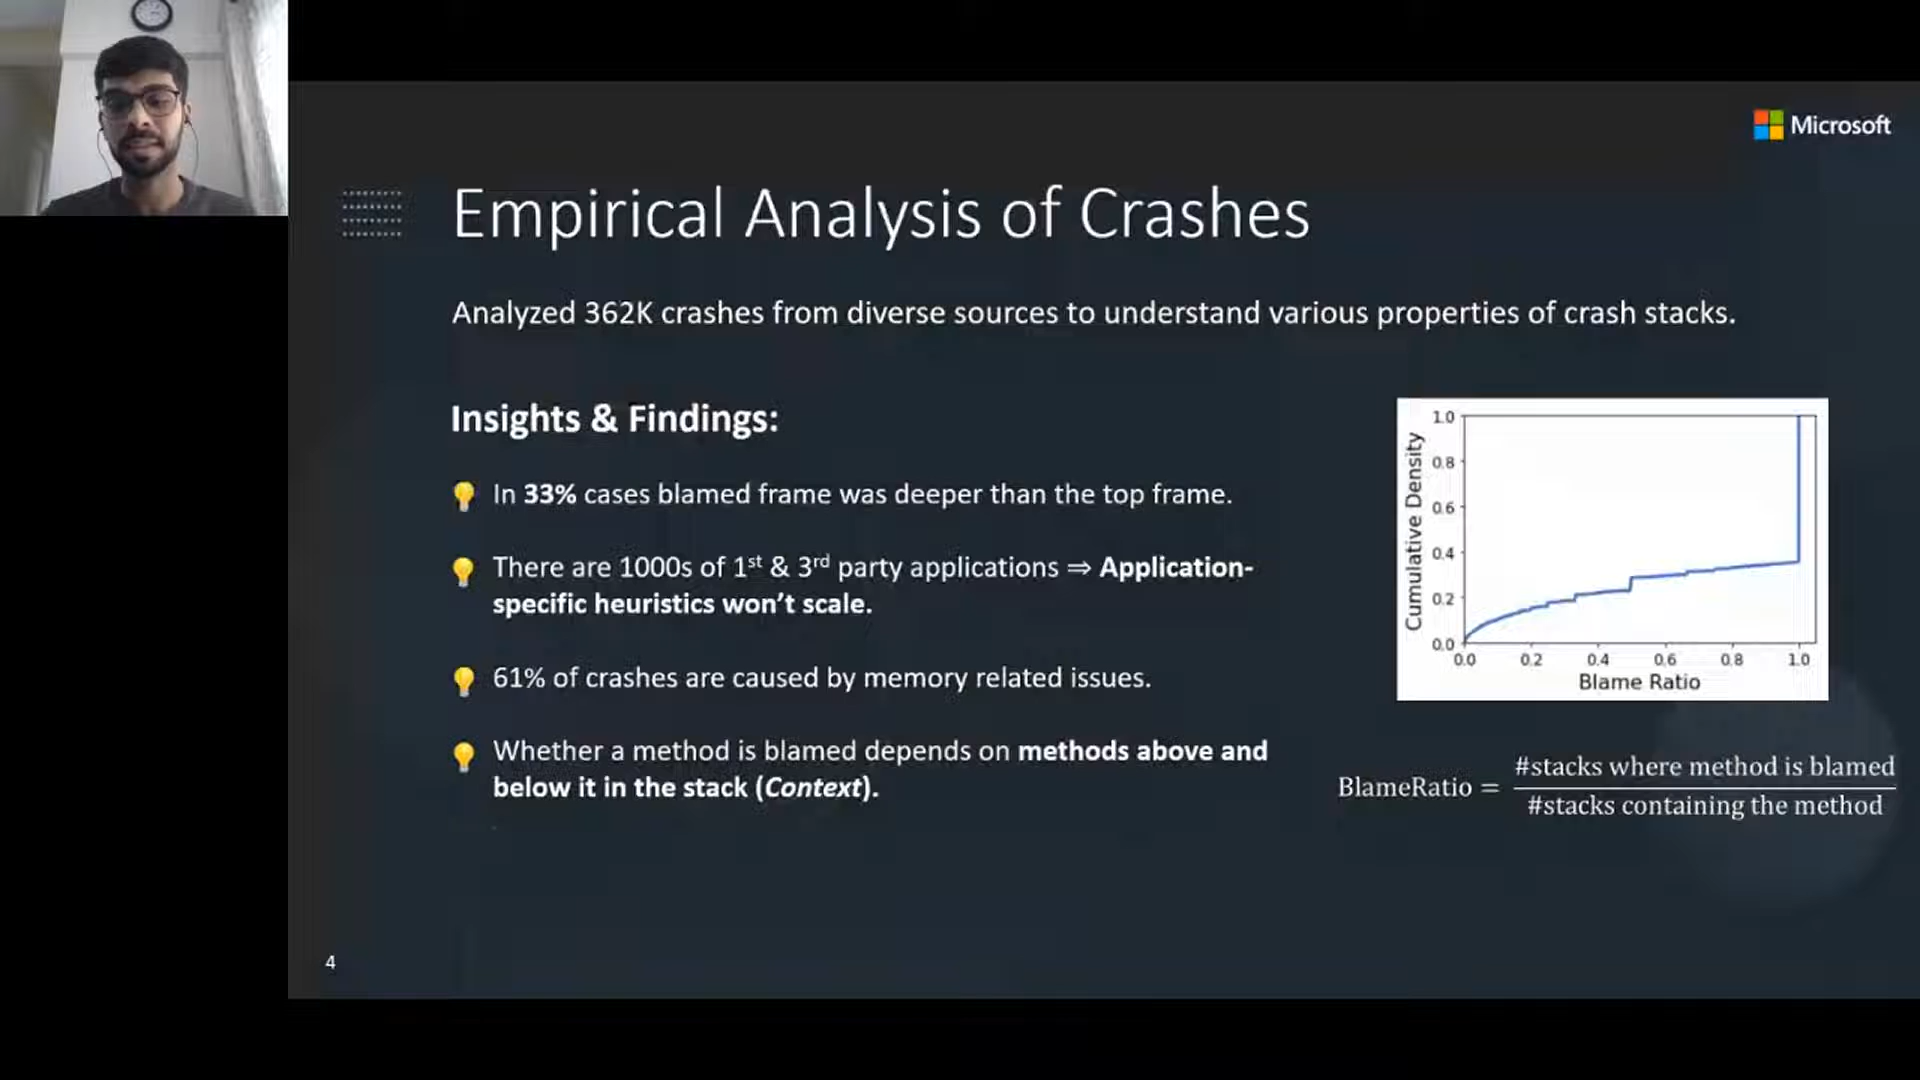 Microsoft
Empirical Analysis of Crashes
Analyzed 362K crashes from diverse sources to understand various properties of crash stacks.
Insights & Findings:
In 33% cases blamed frame was deeper than the top frame.
There are 1000s of 1st & 3rd party applications ⇒ Application-
specific heuristics won't scale.
61% of crashes are caused by memory related issues.
Whether a method is blamed depends on methods above and
below it in the stack (Context).
Cumulative Density
1.0
0.8
0.6
0.4
0.2
0.0
0.0 0.2 0.4 0.6 0.8 1.0
Blame Ratio
BlameRatio = #stacks where method is blamed
#stacks containing the method
4